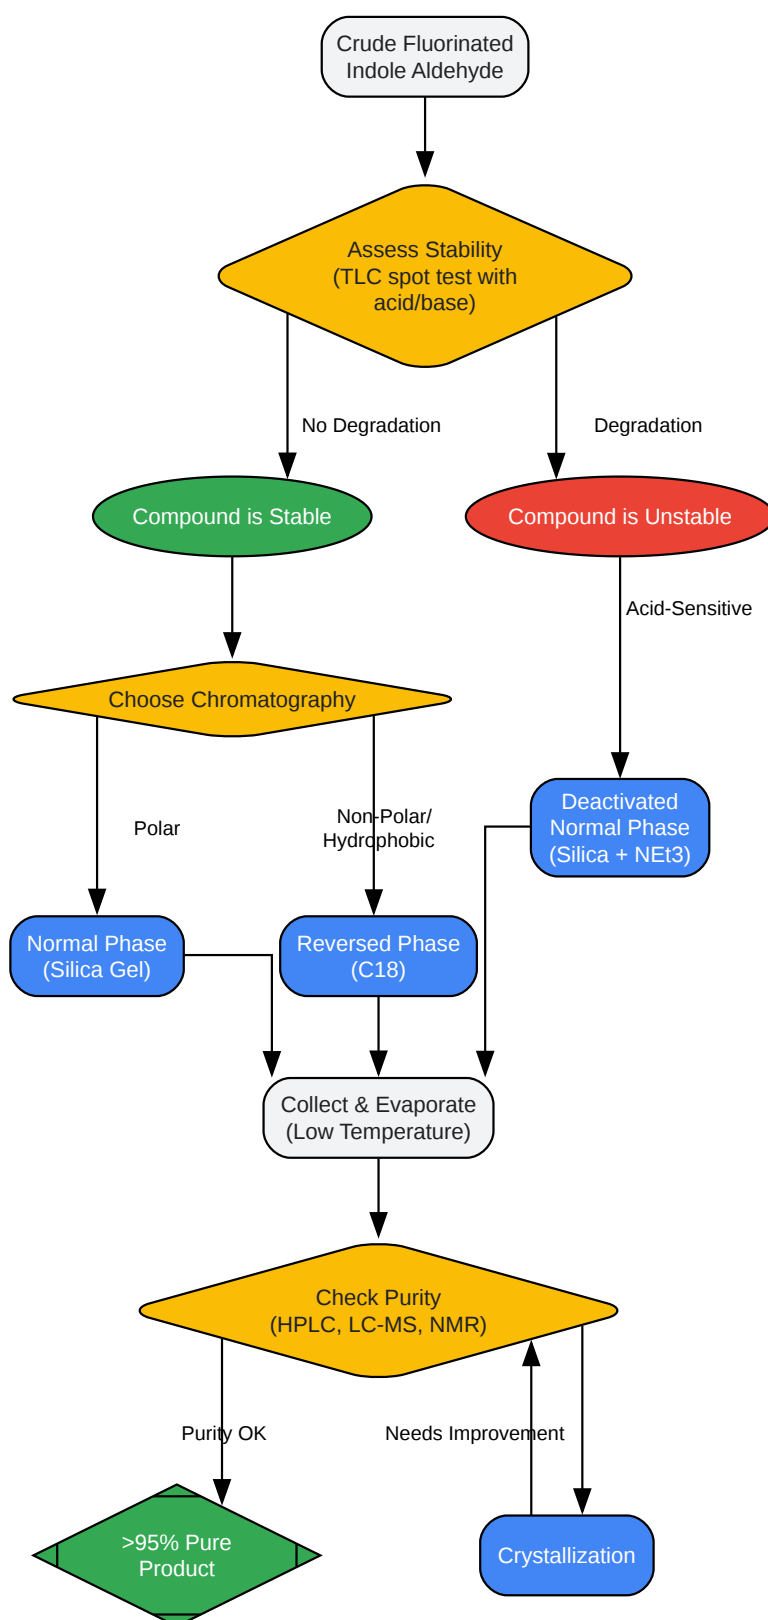 Crude Fluorinated
Indole Aldehyde
Assess Stability
(TLC spot test with
acid/base)
No Degradation
Degradation
Compound is Stable
Compound is Unstable
Acid-Sensitive
Choose Chromatography
Polar
Non-Polar/
Hydrophobic
Deactivated
Normal Phase
(Silica + NEt3)
Normal Phase
(Silica Gel)
Reversed Phase
(C18)
Collect & Evaporate
(Low Temperature)
Check Purity
(HPLC, LC-MS, NMR)
Purity OK
Needs Improvement
>95% Pure
Product
Crystallization